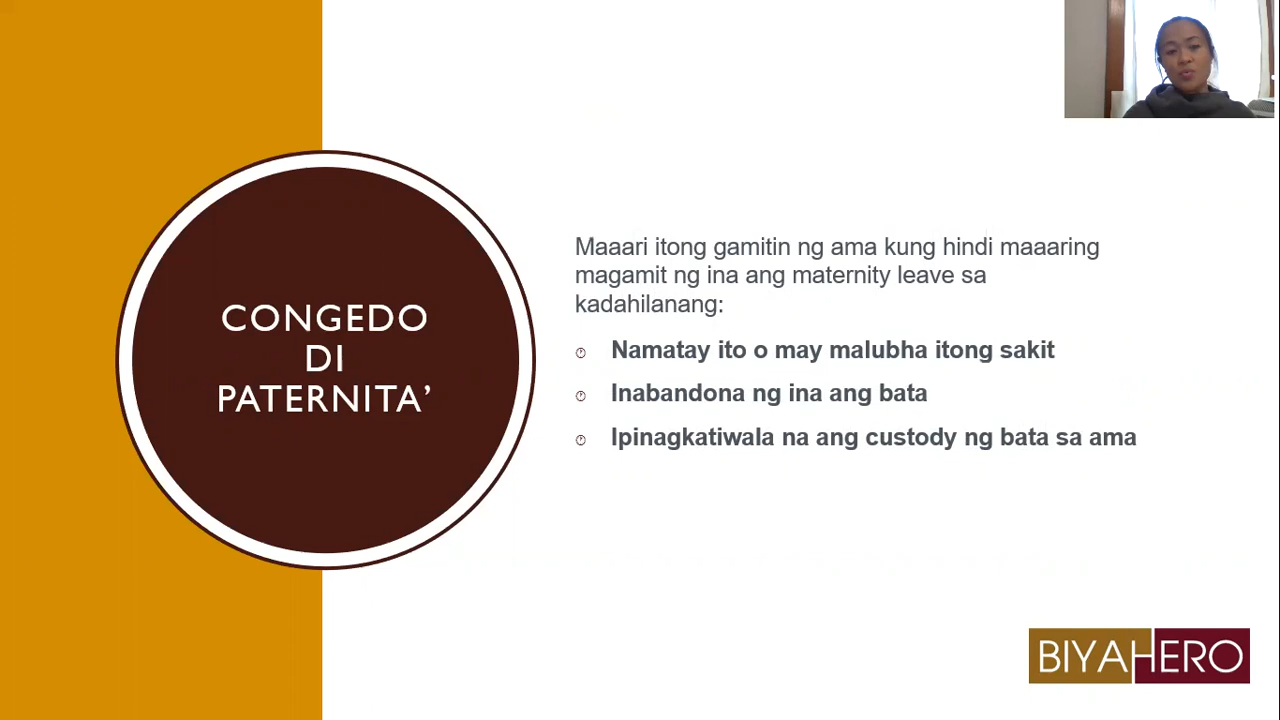 CONGEDO
DI
PATERNITA’
Maaari itong gamitin ng ama kung hindi maaaring
magamit ng ina ang maternity leave sa
kadahilanang:
Namatay ito o may malubha itong sakit
Inabandona ng ina ang bata
Ipinagkatiwala na ang custody ng bata sa ama
BIYAHERO